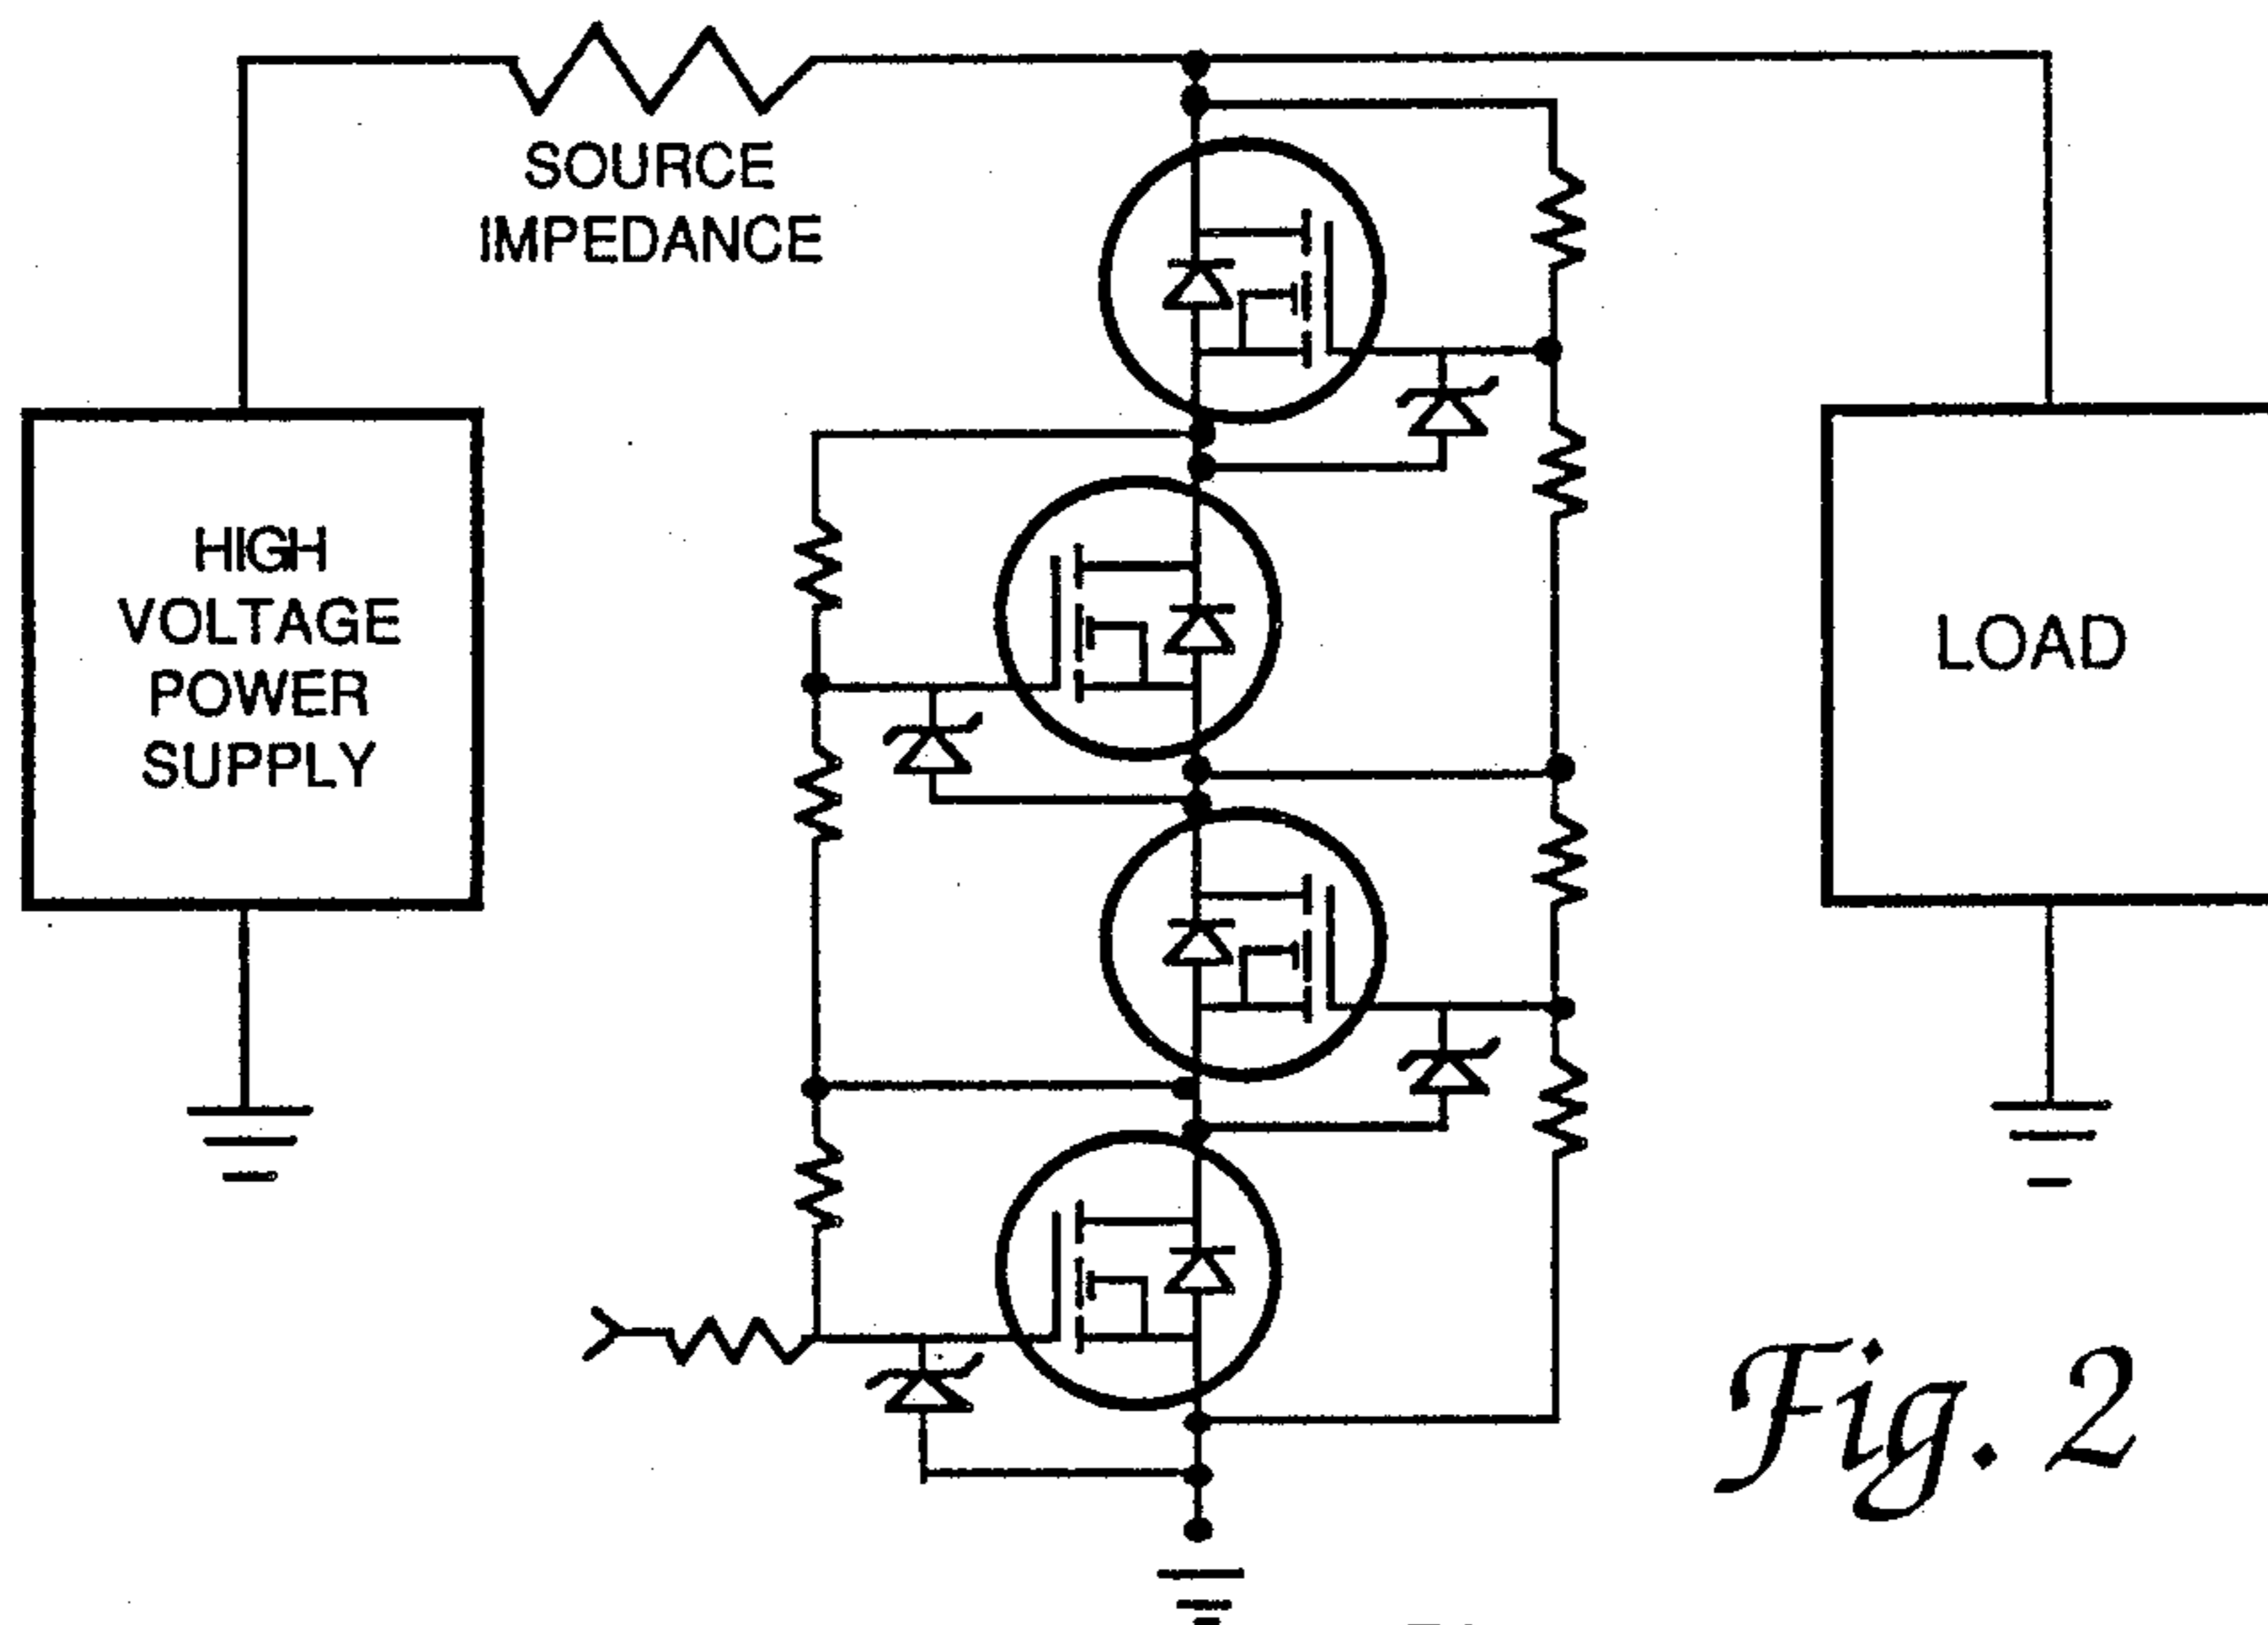 SOURCE
IMPEDANCE
HIGH
VOLTAGE
POWER
SUPPLY
LOAD
Fig. 2